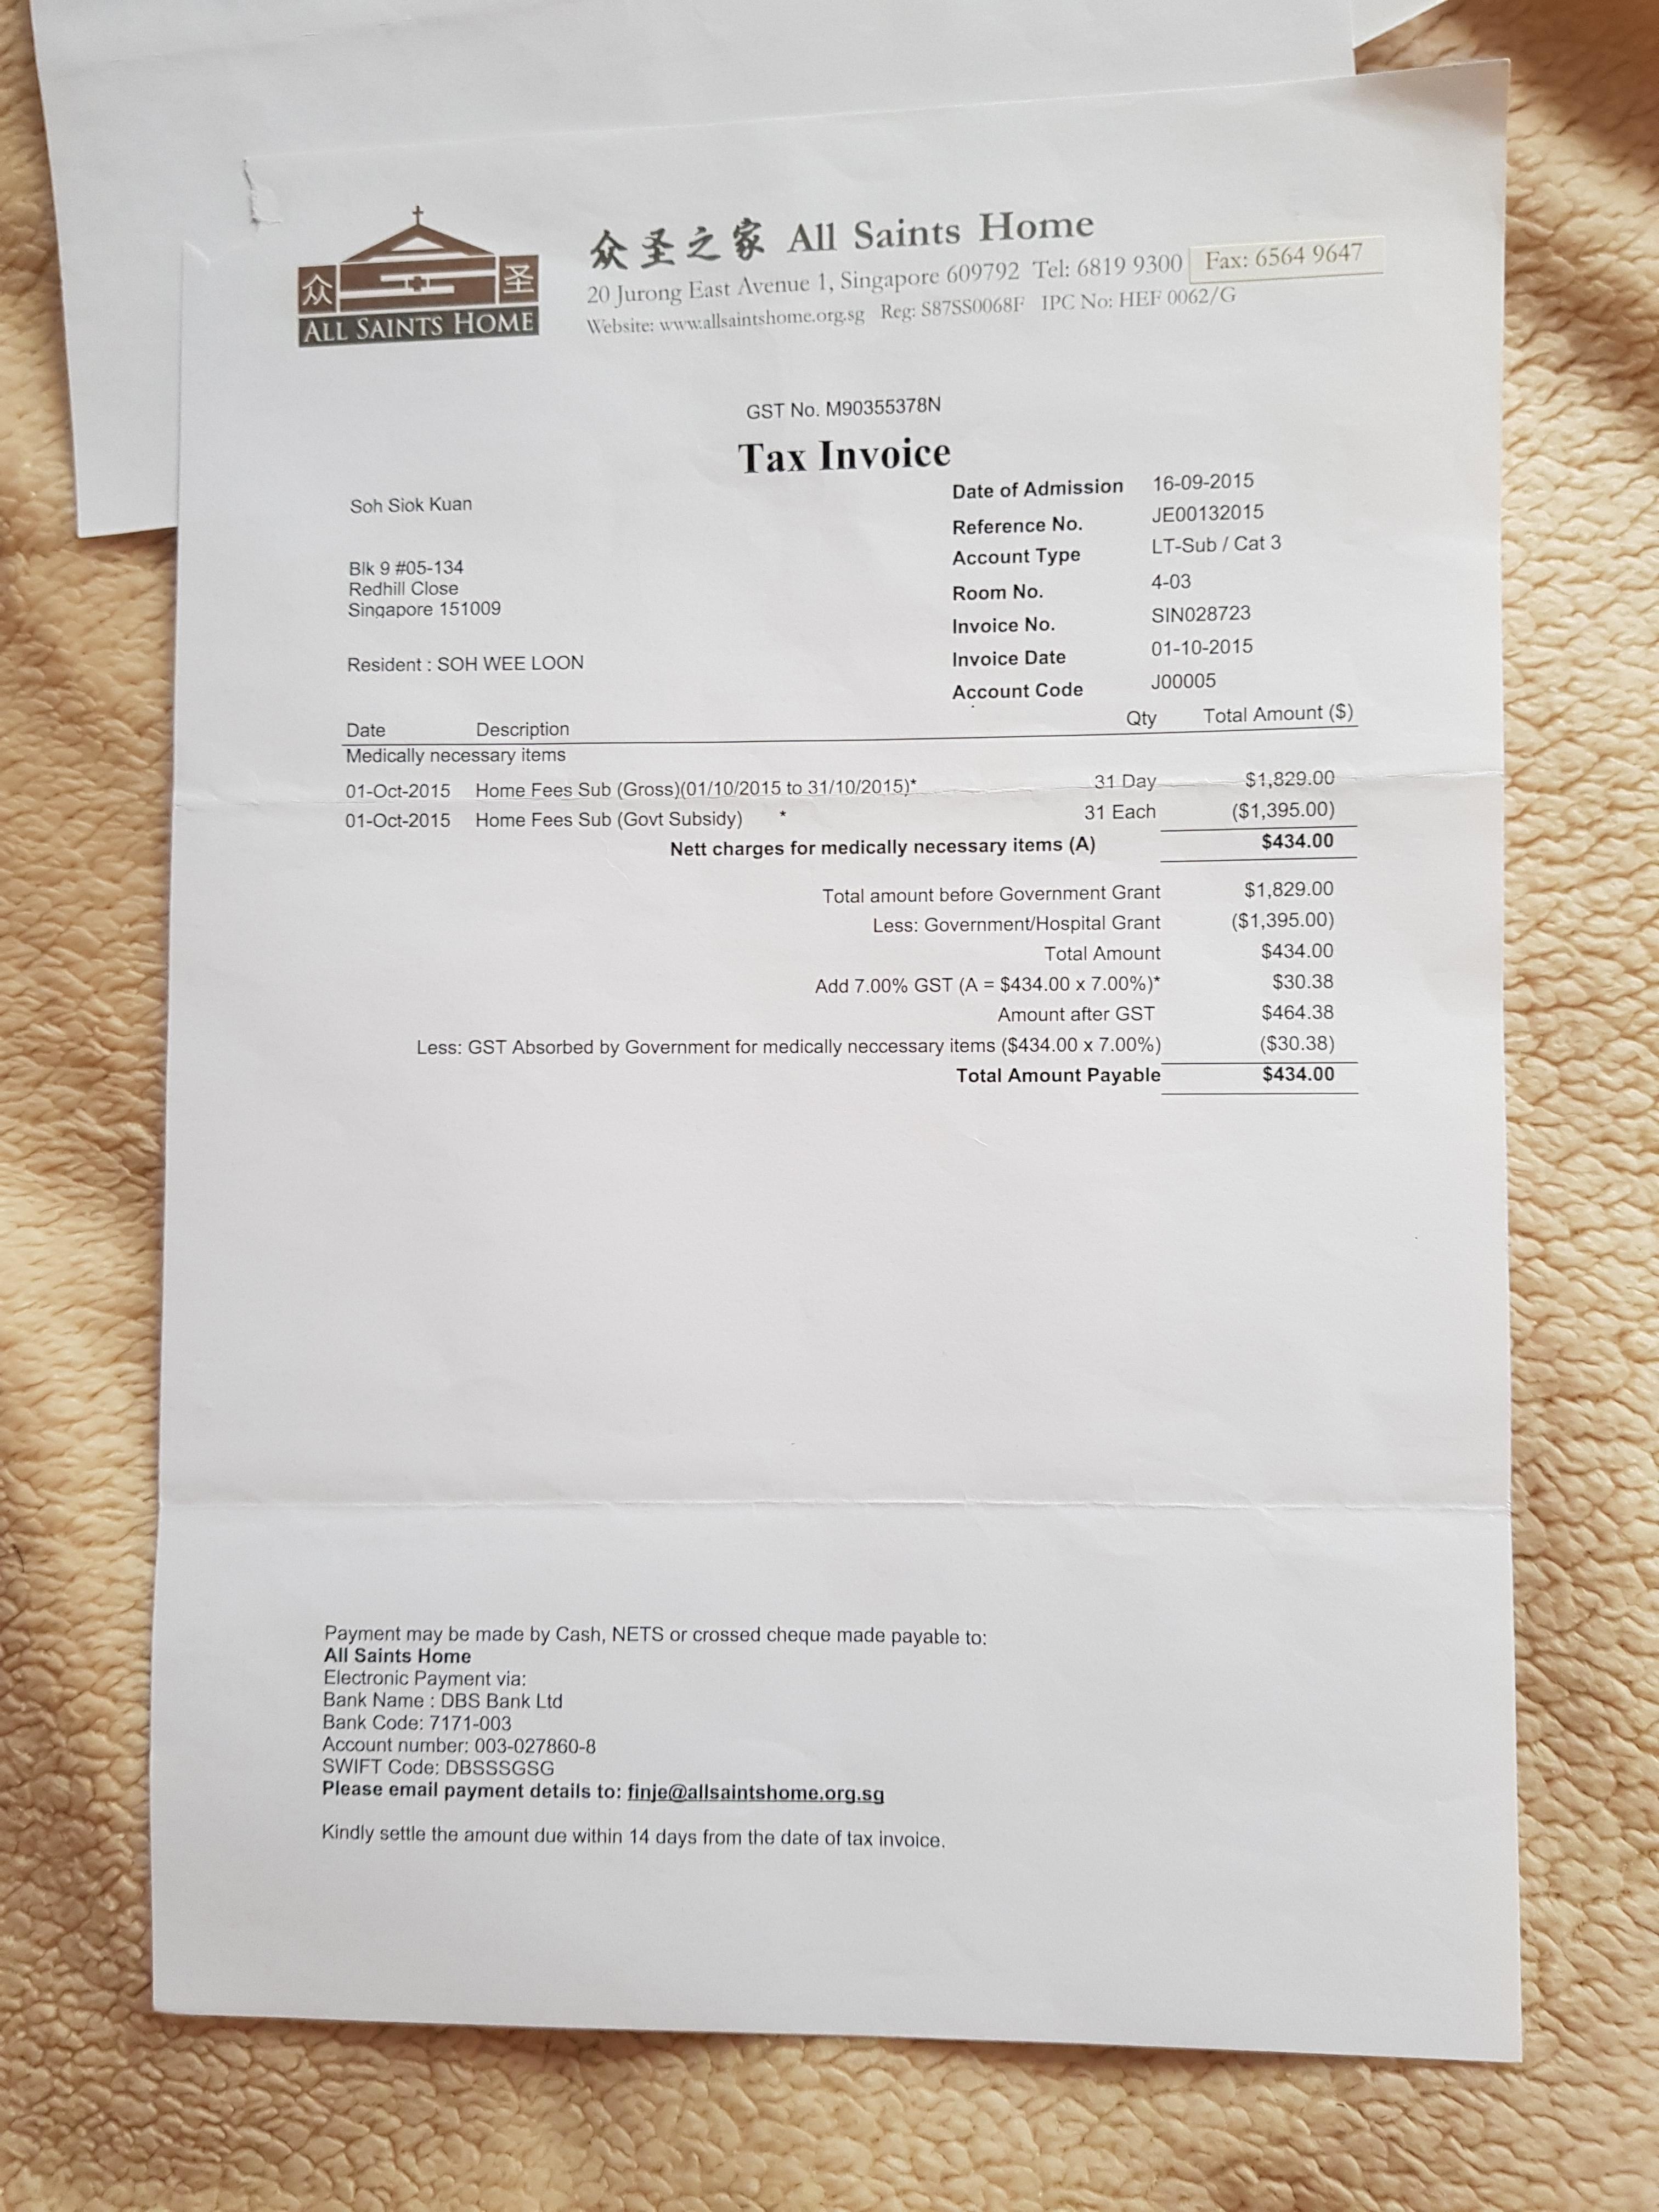 众 圣
ALL SAINTS HOME
众圣之家 All Saints Home
20 Jurong East Avenue 1, Singapore 609792 Tel: 6819 9300 Fax: 6564 9647
Website: www.allsaintshome.org.sg Reg: S87SS0068F IPC No: HEF 0062/G
GST No. M90355378N
Tax Invoice
Soh Siok Kuan
Blk 9 #05-134
Redhill Close
Singapore 151009
Resident : SOH WEE LOON
Date of Admission 16-09-2015
Reference No. JE00132015
Account Type LT-Sub / Cat 3
Room No. 4-03
Invoice No. SIN028723
Invoice Date 01-10-2015
Account Code J00005
Date Description Qty Total Amount ($)
Medically necessary items
01-Oct-2015 Home Fees Sub (Gross)(01/10/2015 to 31/10/2015)* 31 Day $1,829.00
01-Oct-2015 Home Fees Sub (Govt Subsidy) * 31 Each ($1,395.00)
Nett charges for medically necessary items (A) $434.00
Total amount before Government Grant $1,829.00
Less: Government/Hospital Grant ($1,395.00)
Total Amount $434.00
Add 7.00% GST (A = $434.00 x 7.00%)* $30.38
Amount after GST $464.38
Less: GST Absorbed by Government for medically neccessary items ($434.00 x 7.00%) ($30.38)
Total Amount Payable $434.00
Payment may be made by Cash, NETS or crossed cheque made payable to:
All Saints Home
Electronic Payment via:
Bank Name : DBS Bank Ltd
Bank Code: 7171-003
Account number: 003-027860-8
SWIFT Code: DBSSSGSG
Please email payment details to: finje@allsaintshome.org.sg
Kindly settle the amount due within 14 days from the date of tax invoice.